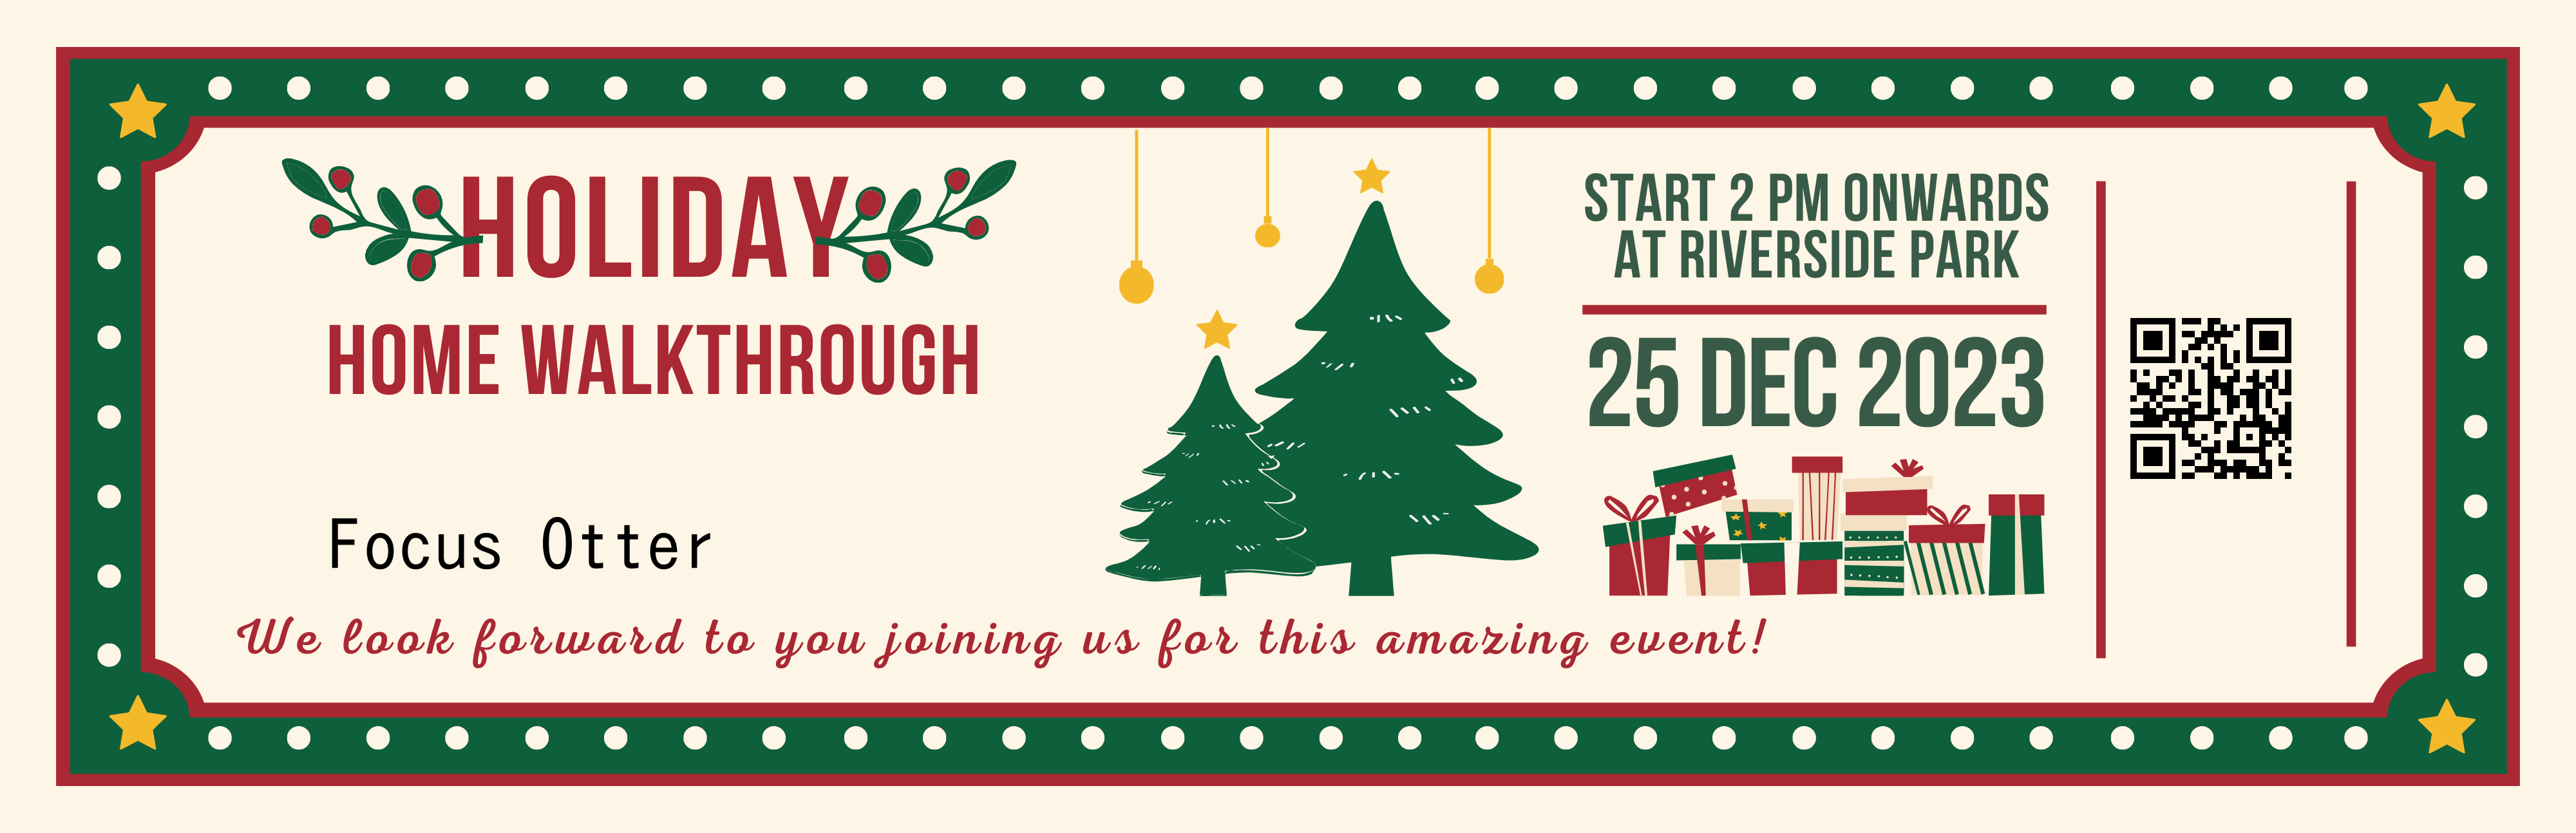 HOLIDAY
HOME WALKTHROUGH
Focus Otter
We look forward to you joining us for this amazing event!
START 2 PM ONWARDS
AT RIVERSIDE PARK
25 DEC 2023